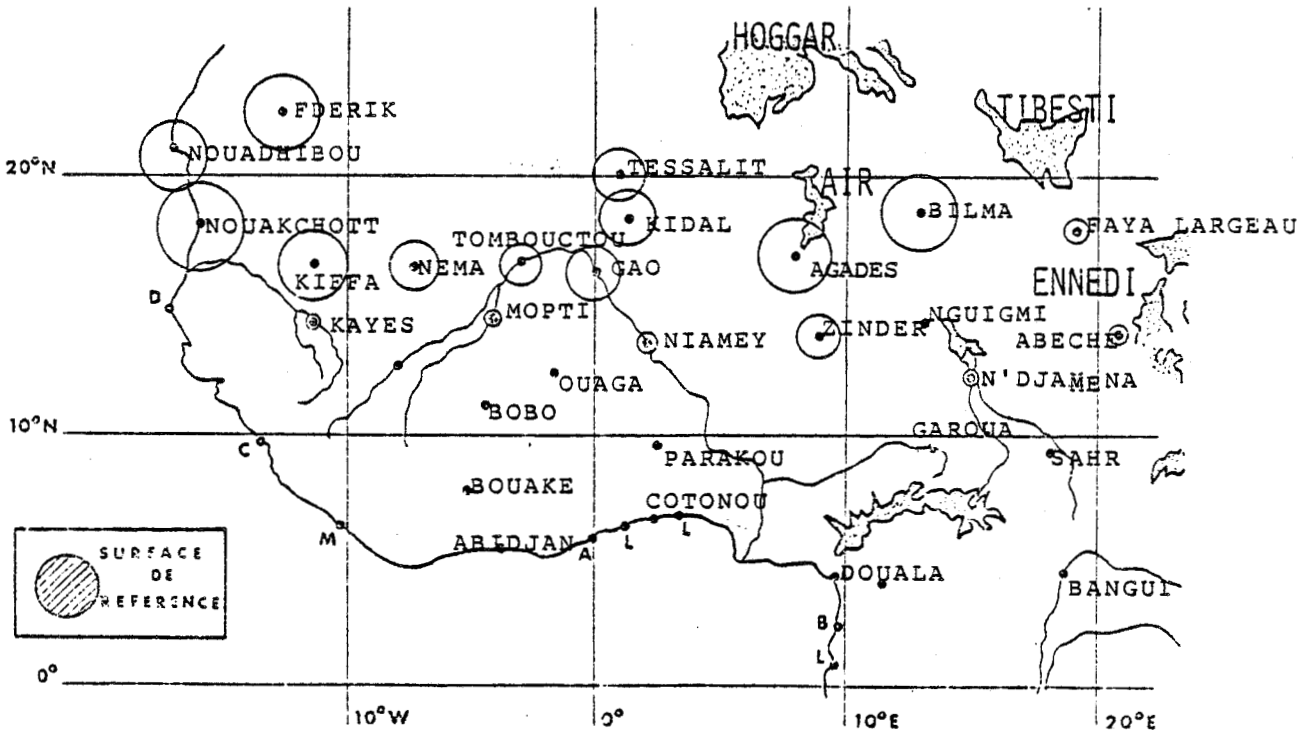 HOGGAR
FDERIK
TIBESTI
NOUADHIBOU
20°N
TESSALIT
AIR
BILMA
NOUAKCHOTT
KIDAL
FAYA LARGEAU
TOMBOUCTOU
NEMA
GAO
AGADES
KIFFA
ENNEDI
D
MOPTI
NGUIGMI
KAYES
NIAMEY
ZINDER
ABECHE
OUAGA
N'DJAMENA
BOBO
10°N
GAROUA
C
PARAKOU
SAHR
BOUAKE
COTONOU
M
ABIDJAN
A
L
L
SURFACE
DE
REFERENCE
DOUALA
BANGUI
B
L
0°
10°W
0°
10°E
20°E